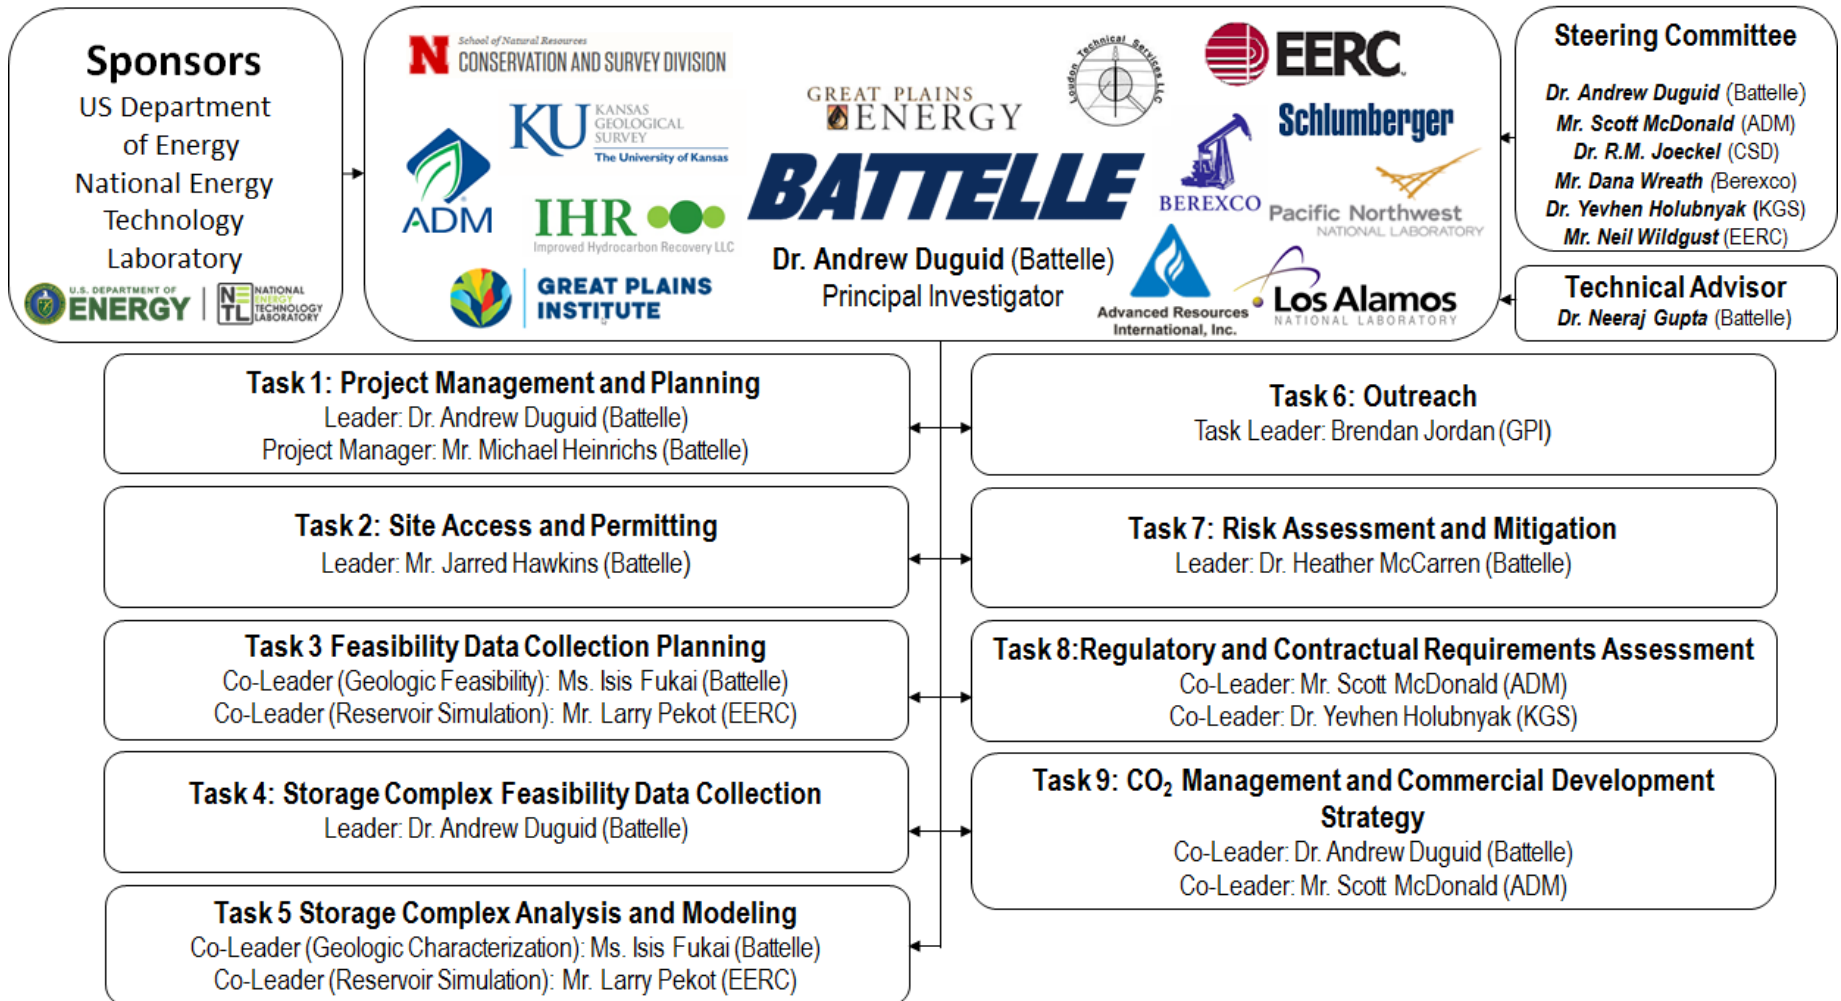 Sponsors
US Department
of Energy
National Energy
Technology
Laboratory
U.S. DEPARTMENT OF
ENERGY
NE
TL
NATIONAL
ENERGY
TECHNOLOGY
LABORATORY
N
School of Natural Resources
CONSERVATION AND SURVEY DIVISION
KU
KANSAS
GEOLOGICAL
SURVEY
The University of Kansas
ADM
IHR
Improved Hydrocarbon Recovery LLC
GREAT PLAINS
INSTITUTE
GREAT PLAINS
ENERGY
BATTELLE
Dr. Andrew Duguid (Battelle)
Principal Investigator
Loudon Technical Services LLC
EERC
Schlumberger
BEREXCO
Pacific Northwest
NATIONAL LABORATORY
Advanced Resources
International, Inc.
Los Alamos
NATIONAL LABORATORY
Steering Committee
Dr. Andrew Duguid (Battelle)
Mr. Scott McDonald (ADM)
Dr. R.M. Joeckel (CSD)
Mr. Dana Wreath (Berexco)
Dr. Yevhen Holubnyak (KGS)
Mr. Neil Wildgust (EERC)
Technical Advisor
Dr. Neeraj Gupta (Battelle)
Task 1: Project Management and Planning
Leader: Dr. Andrew Duguid (Battelle)
Project Manager: Mr. Michael Heinrichs (Battelle)
Task 2: Site Access and Permitting
Leader: Mr. Jarred Hawkins (Battelle)
Task 3 Feasibility Data Collection Planning
Co-Leader (Geologic Feasibility): Ms. Isis Fukai (Battelle)
Co-Leader (Reservoir Simulation): Mr. Larry Pekot (EERC)
Task 4: Storage Complex Feasibility Data Collection
Leader: Dr. Andrew Duguid (Battelle)
Task 5 Storage Complex Analysis and Modeling
Co-Leader (Geologic Characterization): Ms. Isis Fukai (Battelle)
Co-Leader (Reservoir Simulation): Mr. Larry Pekot (EERC)
Task 6: Outreach
Task Leader: Brendan Jordan (GPI)
Task 7: Risk Assessment and Mitigation
Leader: Dr. Heather McCarren (Battelle)
Task 8:Regulatory and Contractual Requirements Assessment
Co-Leader: Mr. Scott McDonald (ADM)
Co-Leader: Dr. Yevhen Holubnyak (KGS)
Task 9: CO₂ Management and Commercial Development
Strategy
Co-Leader: Dr. Andrew Duguid (Battelle)
Co-Leader: Mr. Scott McDonald (ADM)